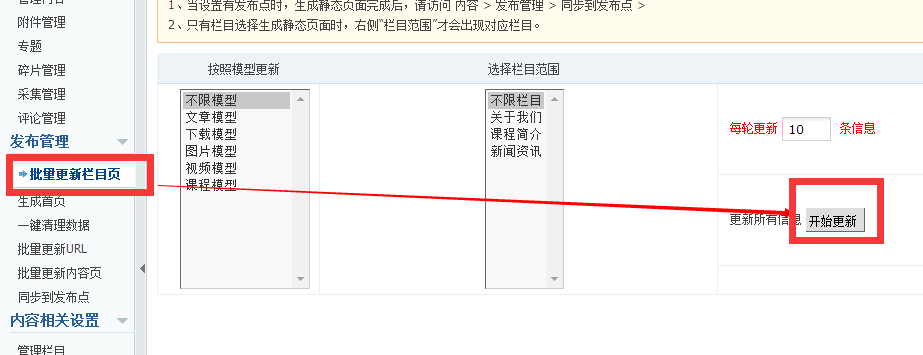 管理内容
附件管理
专题
碎片管理
采集管理
评论管理
发布管理
批量更新栏目页
生成首页
一键清理数据
批量更新URL
批量更新内容页
同步到发布点
内容相关设置
管理栏目
1、当设置有发布点时，生成静态页面完成后，请访问 内容 > 发布管理 > 同步到发布点 >
2、只有栏目选择生成静态页面时，右侧“栏目范围”才会出现对应栏目。
按照模型更新
选择栏目范围
不限模型
文章模型
下载模型
图片模型
视频模型
课程模型
不限栏目
关于我们
课程简介
新闻资讯
每轮更新 10 条信息
更新所有信息 开始更新